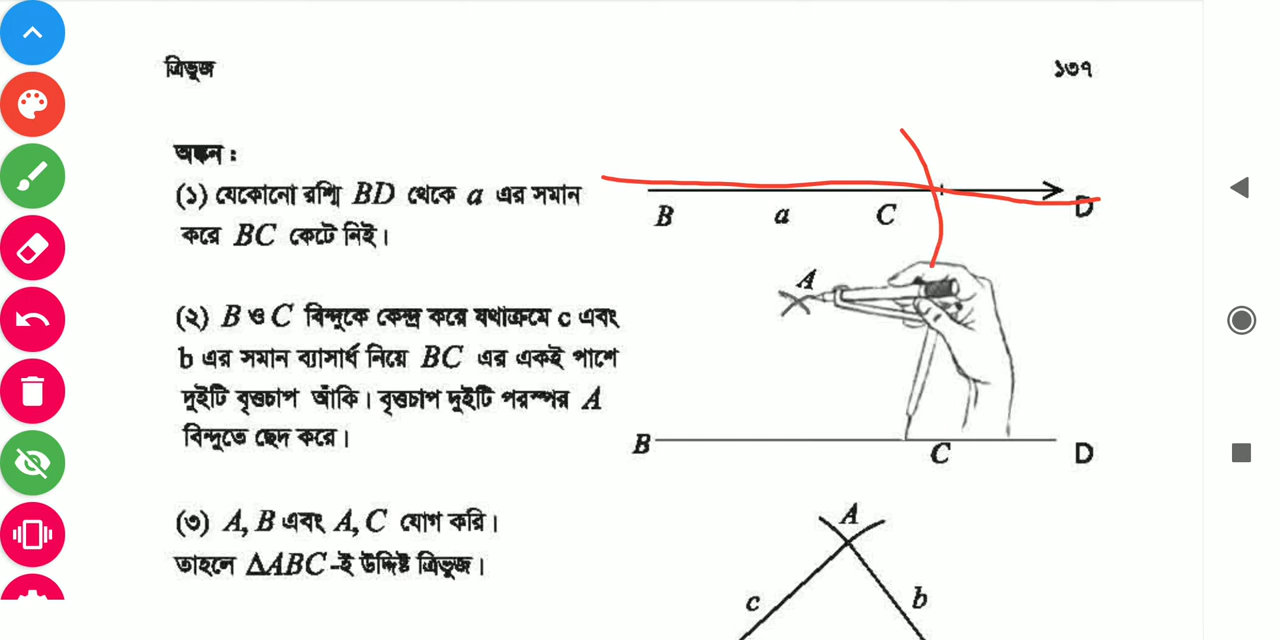 ত্রিভুজ ১৩৭
অঙ্কন :
(১) যেকোনো রশ্মি BD থেকে a এর সমান
করে BC কেটে নিই।
B a C D
(২) B ও C বিন্দুকে কেন্দ্র করে যথাক্রমে c এবং
b এর সমান ব্যাসার্ধ নিয়ে BC এর একই পাশে
দুইটি বৃত্তচাপ আঁকি। বৃত্তচাপ দুইটি পরস্পর A
বিন্দুতে ছেদ করে।
A
B C D
(৩) A, B এবং A, C যোগ করি।
তাহলে ΔABC-ই উদ্দিষ্ট ত্রিভুজ।
A
c b